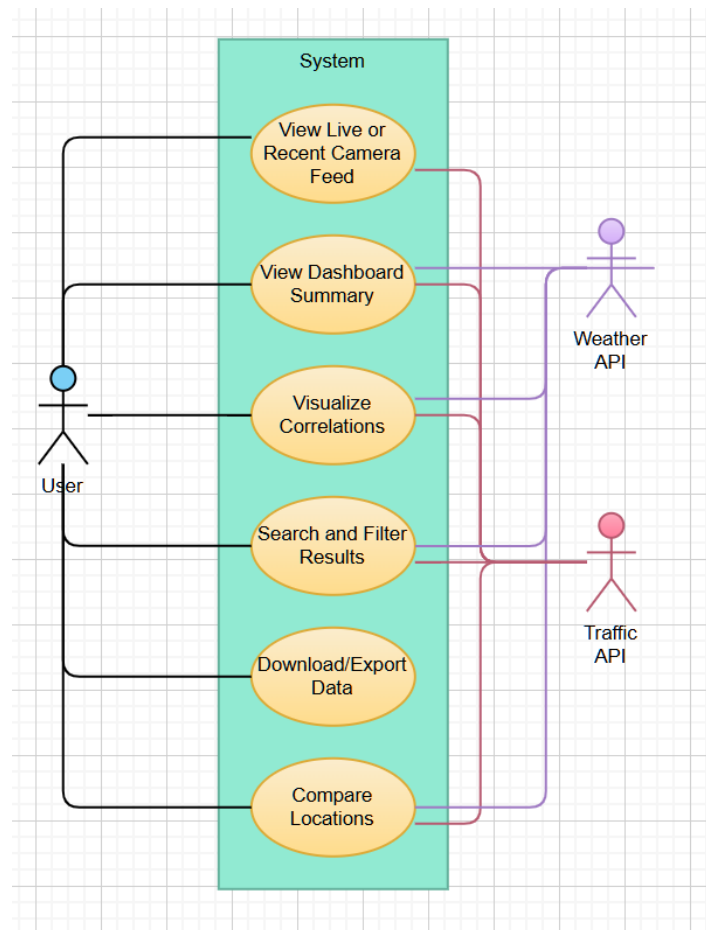 System
View Live or
Recent Camera
Feed
View Dashboard
Summary
Weather
API
Visualize
Correlations
User
Search and Filter
Results
Traffic
API
Download/Export
Data
Compare
Locations